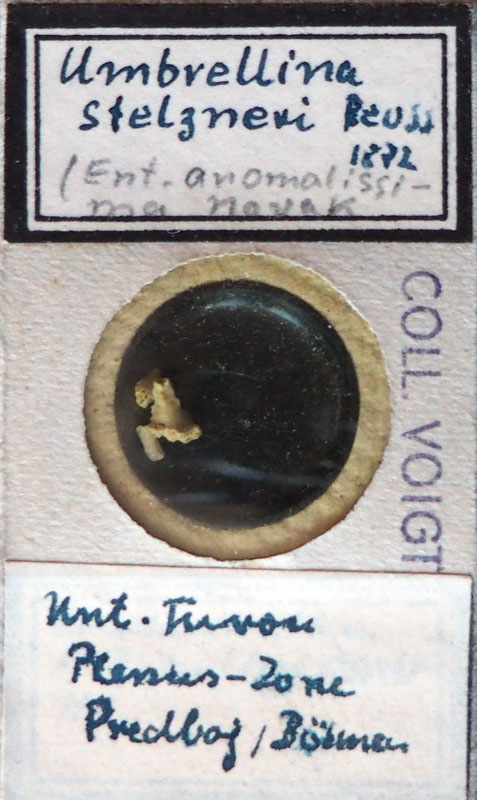 Umbrellina
stelzneri Reuss
1872
(Ent. anomalissi-
ma Novak
COLL. VOIGT
Unt. Turon
Plenus-Zone
Predboj, Böhmen